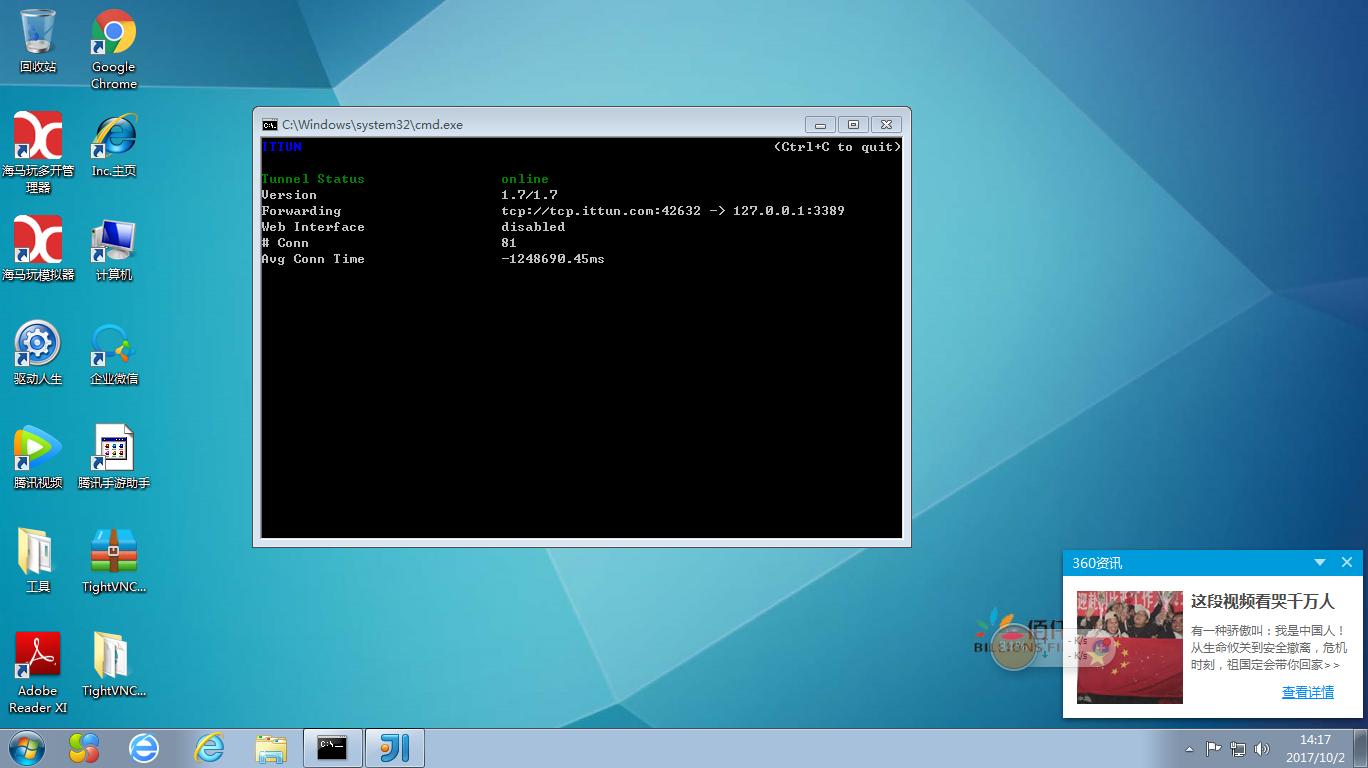 回收站
Google
Chrome
海马玩多开管
理器
Inc.主页
海马玩模拟器
计算机
驱动人生
企业微信
腾讯视频
腾讯手游助手
工具
TightVNC...
Adobe
Reader XI
TightVNC...
C:\Windows\system32\cmd.exe
ITTUN (Ctrl+C to quit)
Tunnel Status online
Version 1.7/1.7
Forwarding tcp://tcp.ittun.com:42632 -> 127.0.0.1:3389
Web Interface disabled
# Conn 81
Avg Conn Time -1248690.45ms
- K/s
- K/s
360资讯
这段视频看哭千万人
有一种骄傲叫：我是中国人！
从生命攸关到安全撤离，危机
时刻，祖国定会带你回家>>
查看详情
14:17
2017/10/2